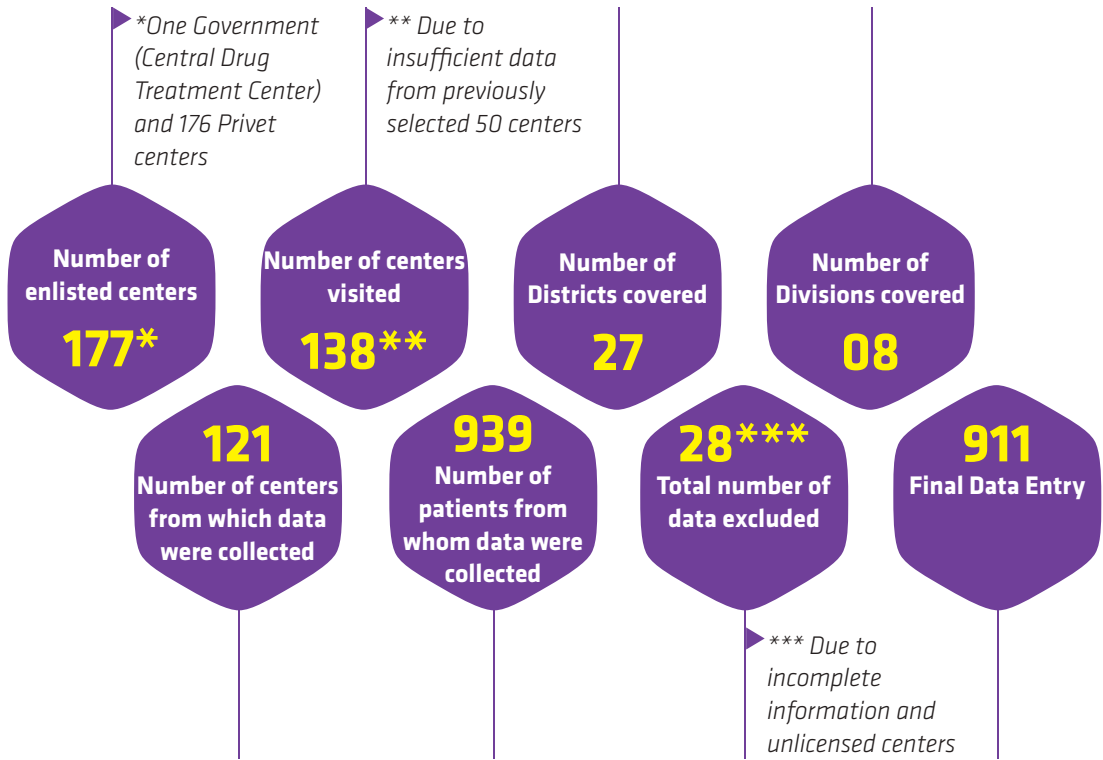 *One Government
(Central Drug
Treatment Center)
and 176 Privet
centers
** Due to
insufficient data
from previously
selected 50 centers
Number of
enlisted centers
177*
Number of centers
visited
138**
Number of
Districts covered
27
Number of
Divisions covered
08
121
Number of centers
from which data
were collected
939
Number of
patients from
whom data were
collected
28***
Total number of
data excluded
911
Final Data Entry
*** Due to
incomplete
information and
unlicensed centers